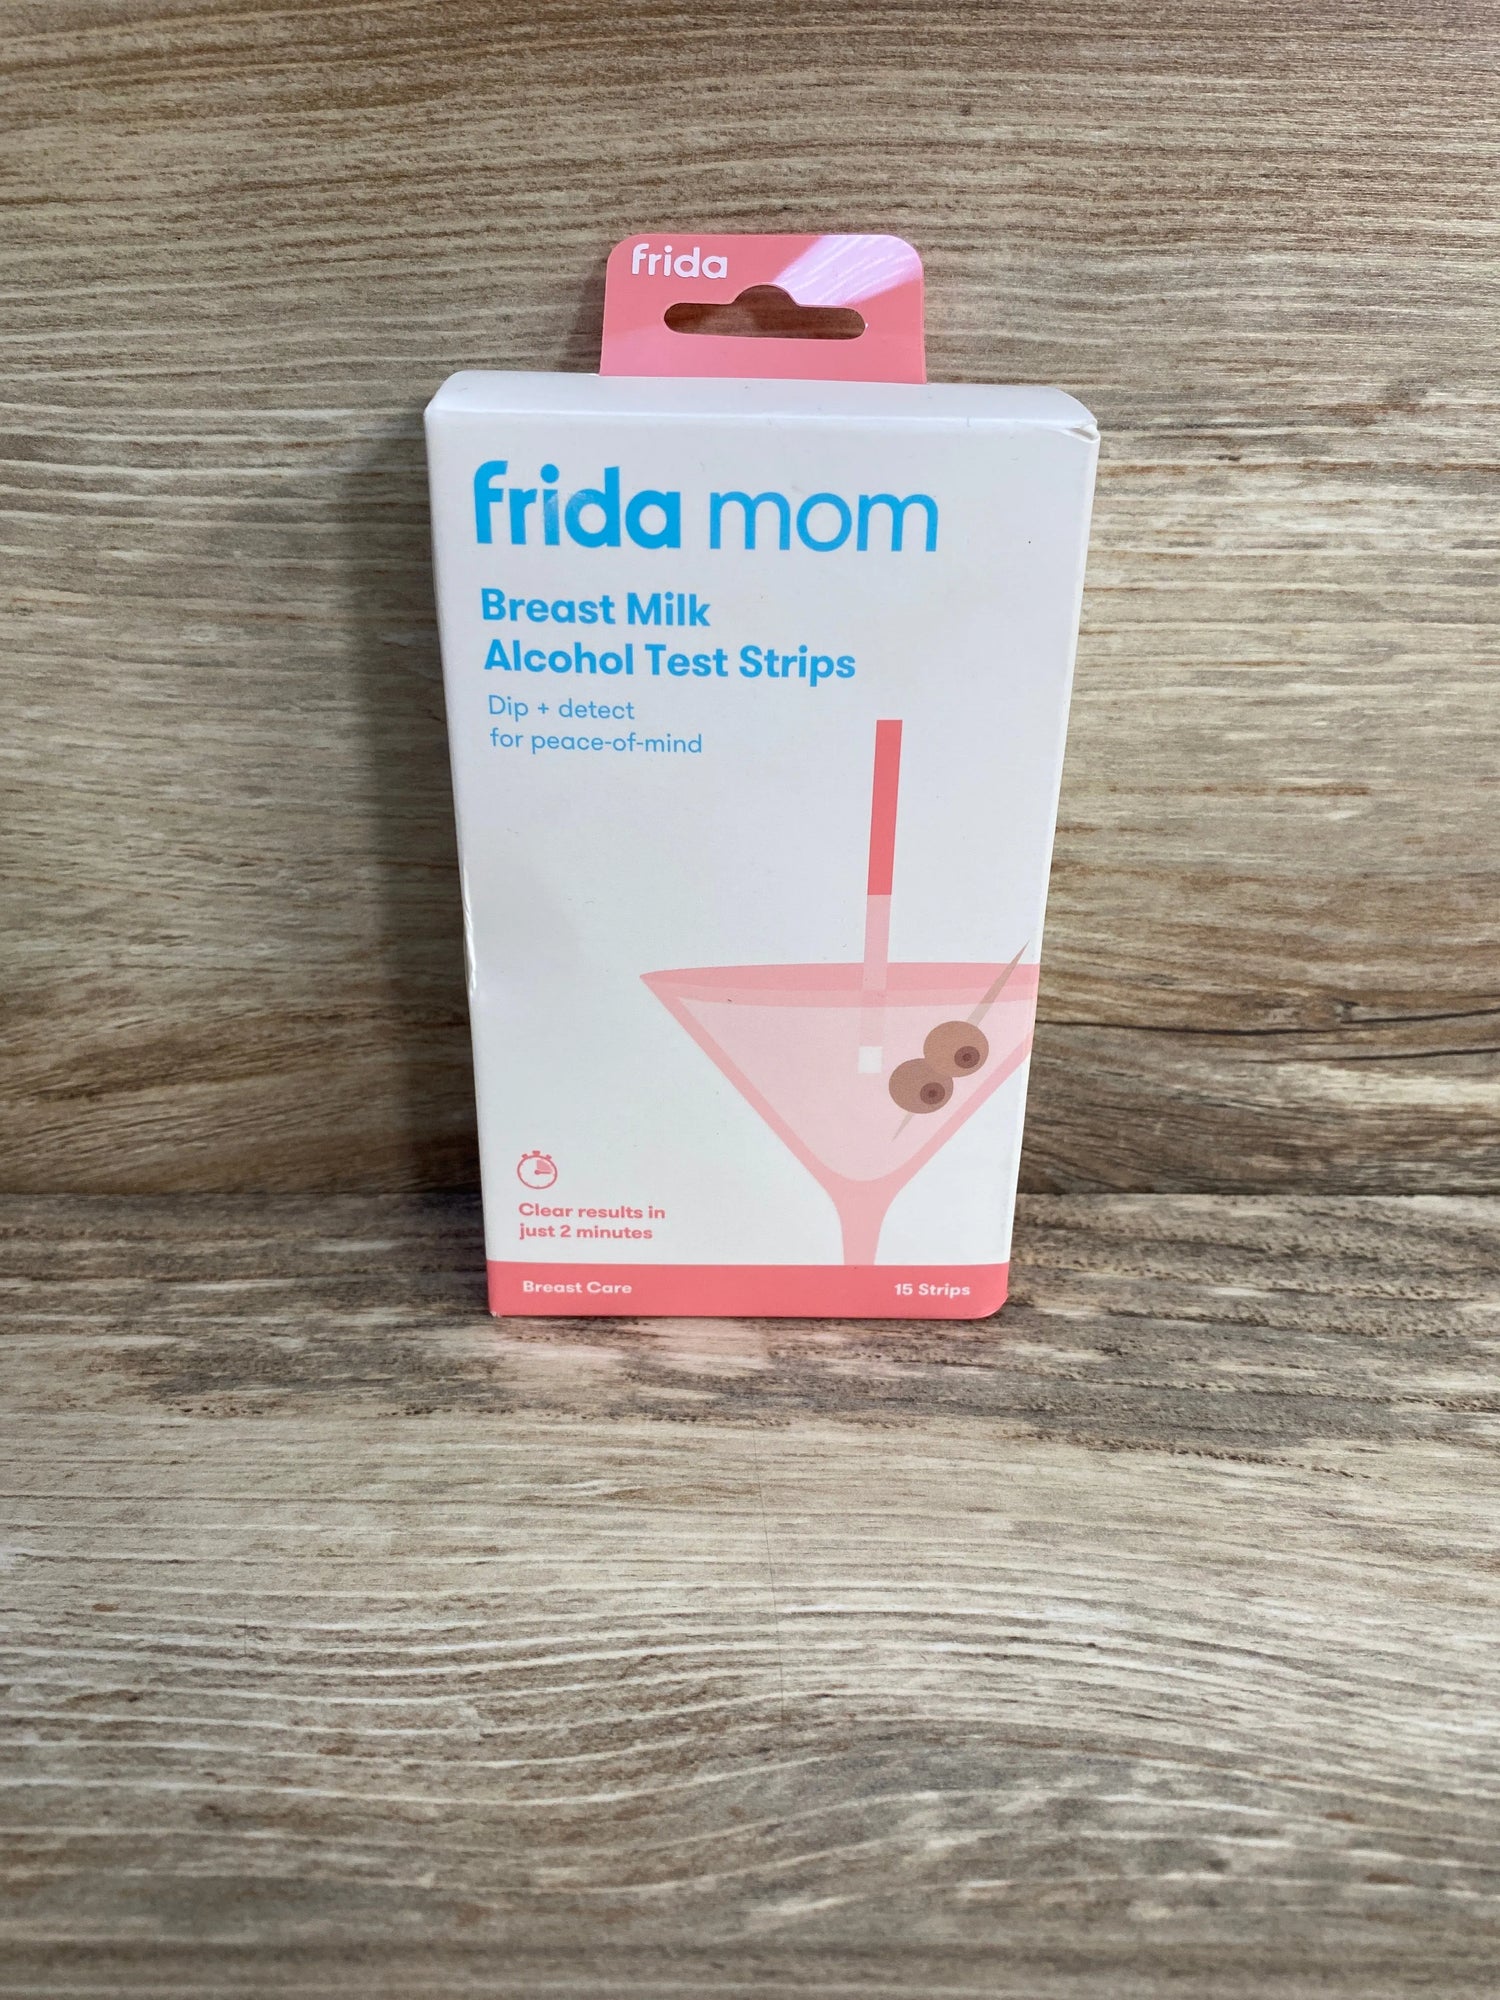 frida
frida mom
Breast Milk
Alcohol Test Strips
Dip + detect
for peace-of-mind
Clear results in
just 2 minutes
Breast Care
15 Strips